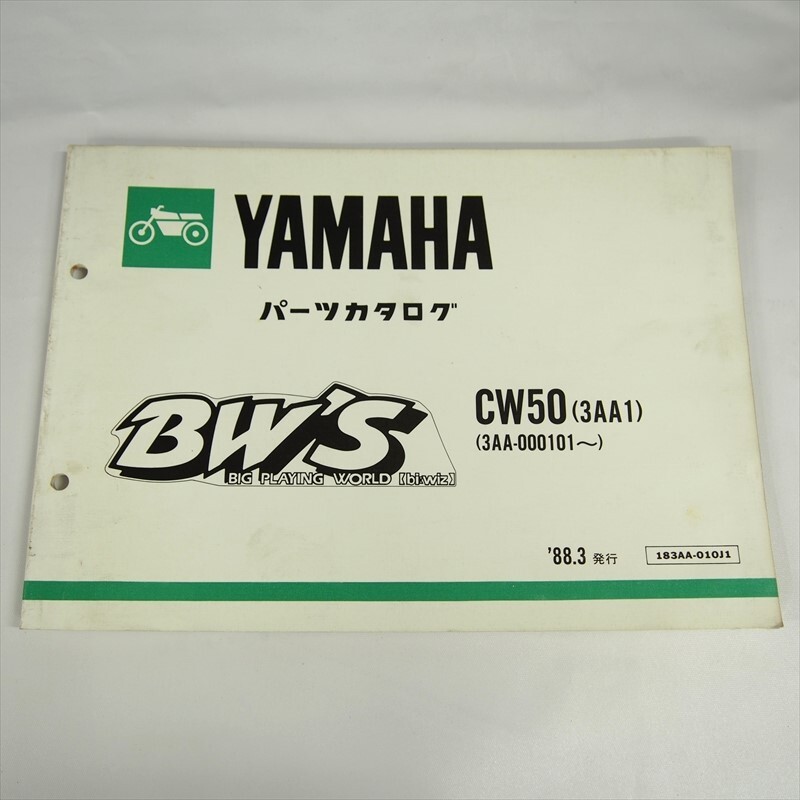 YAMAHA
パーツカタログ
BW'S
BIG PLAYING WORLD [bi:wiz]
CW50 (3AA1)
(3AA-000101〜)
'88.3 発行
183AA-010J1